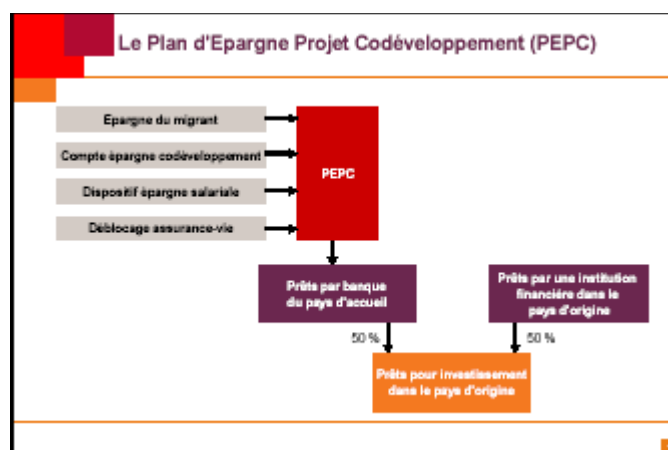 Le Plan d'Epargne Projet Codéveloppement (PEPC)
Epargne du migrant
Compte épargne codéveloppement
Dispositif épargne salariale
Déblocage assurance-vie
PEPC
Prêts par banque
du pays d'accueil
Prêts par une institution
financière dans le
pays d'origine
50 %
50 %
Prêts pour investissement
dans le pays d'origine